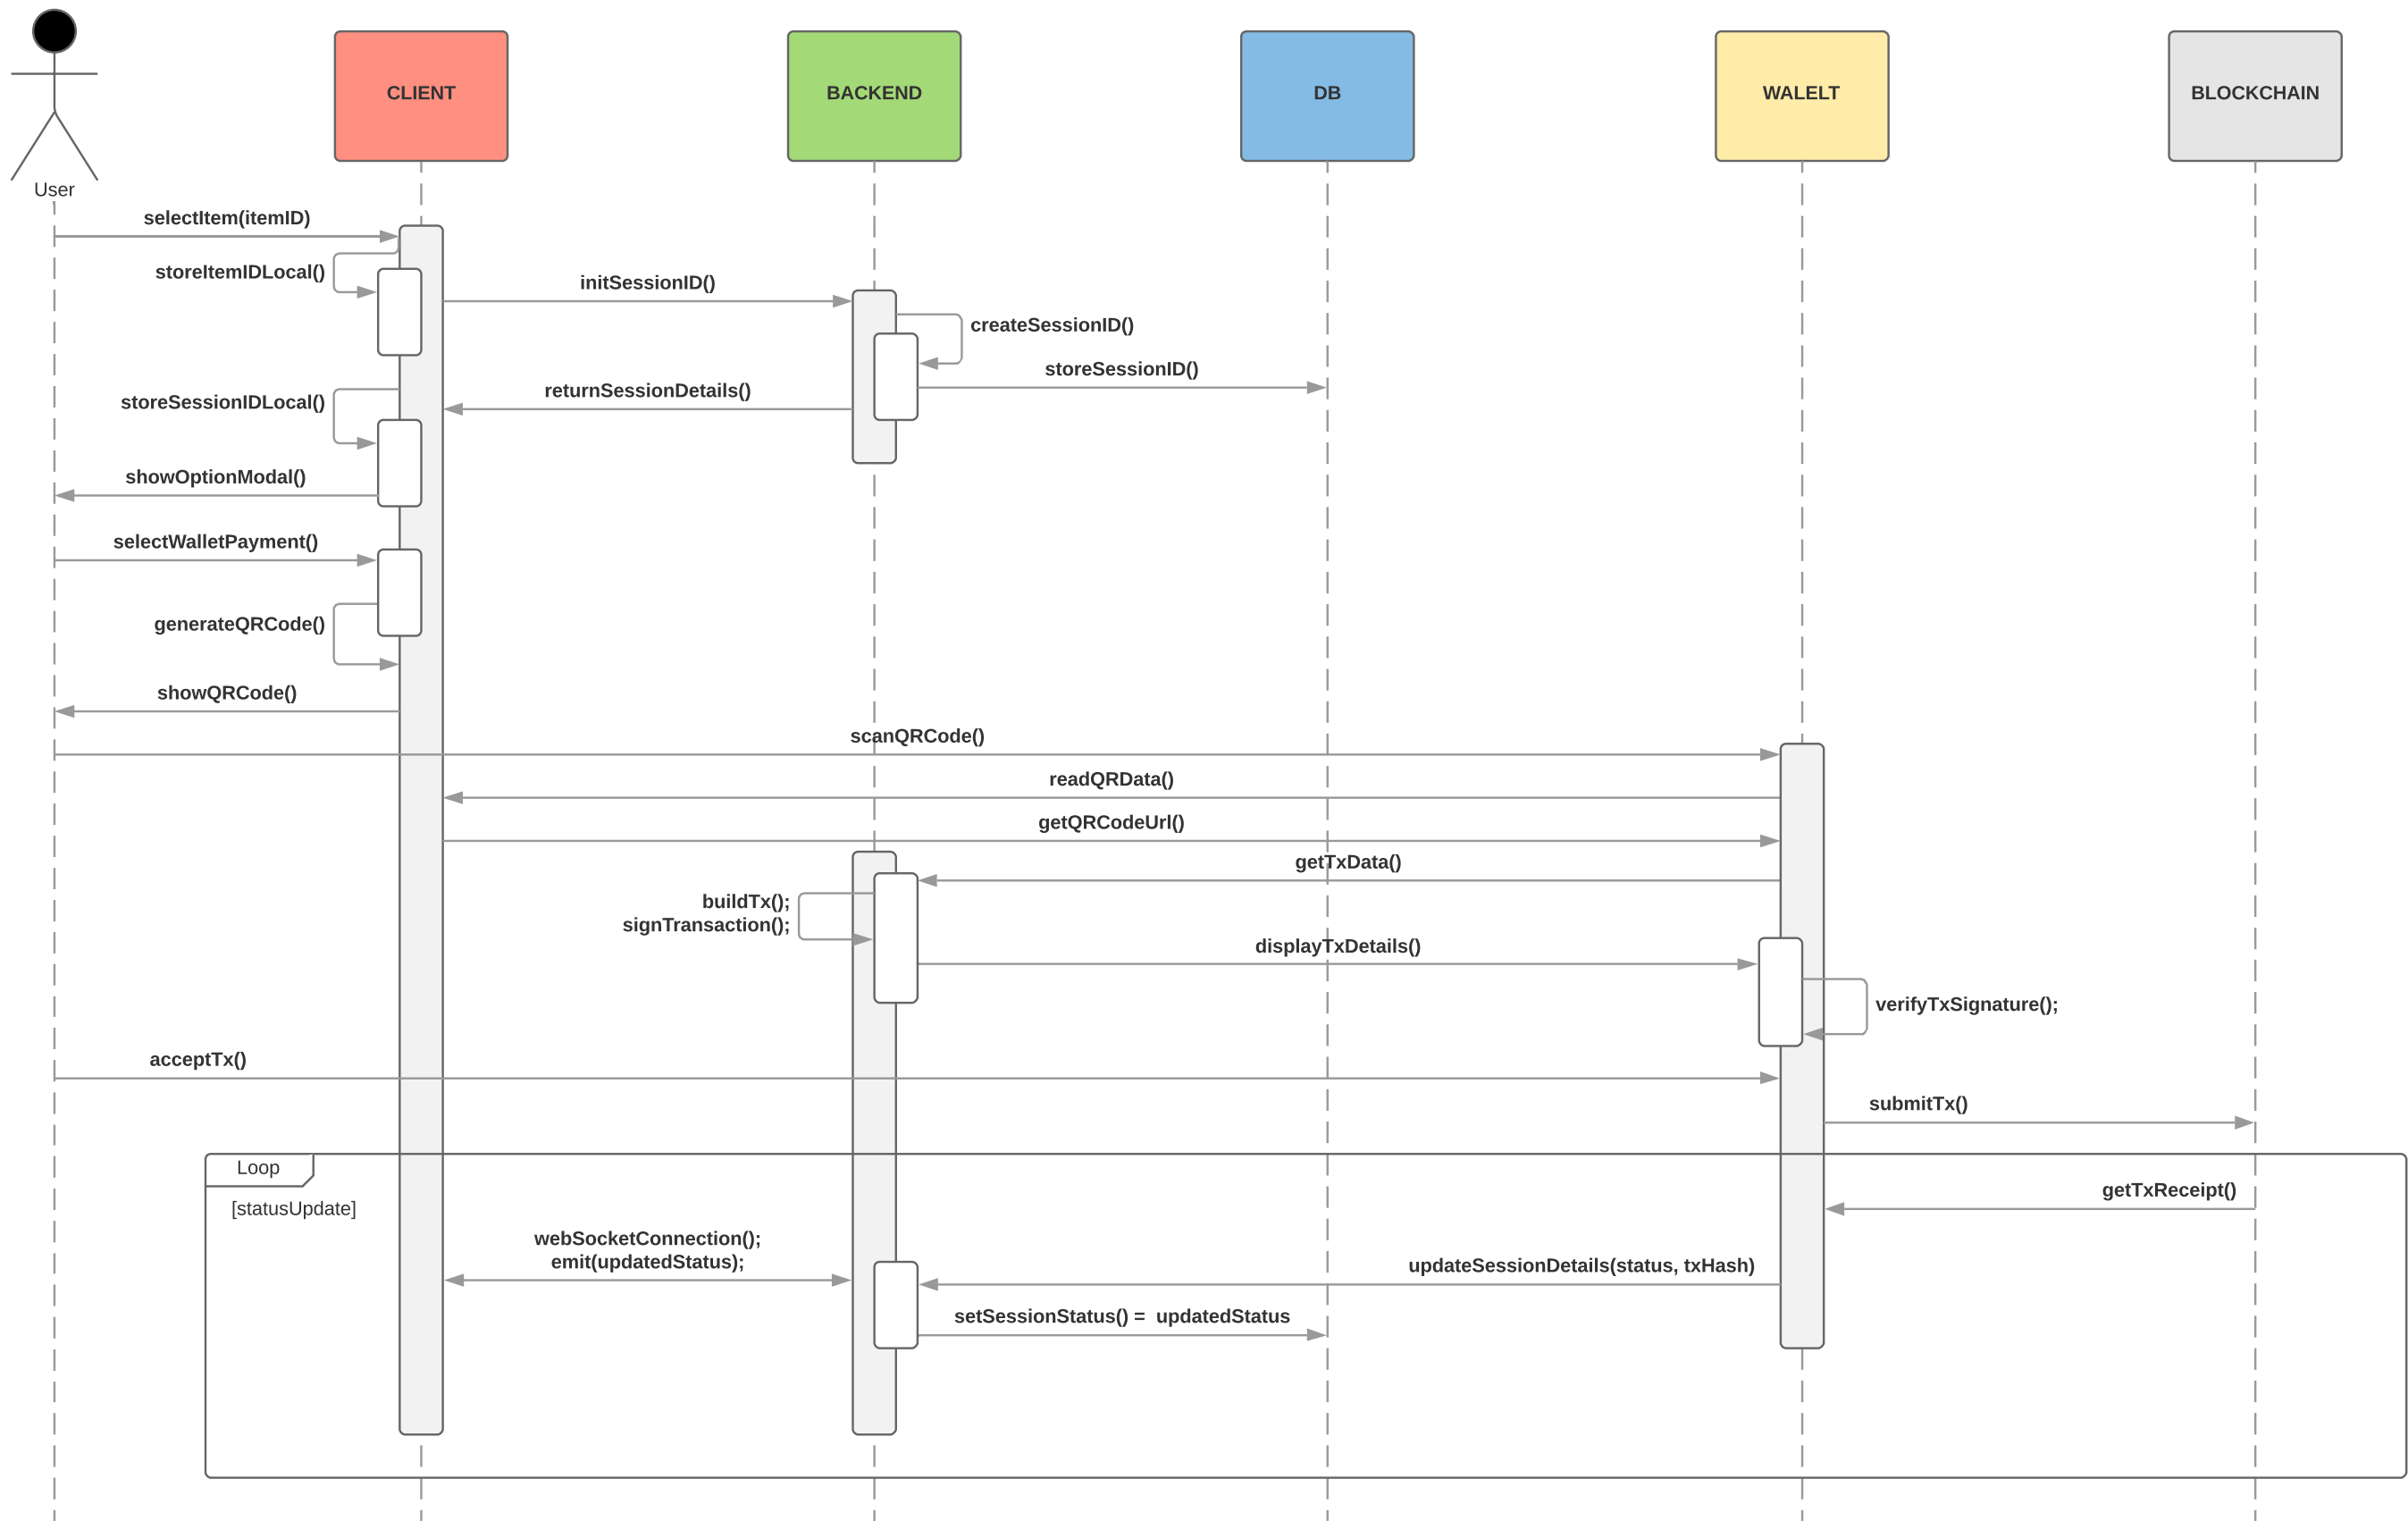 CLIENT
BACKEND
DB
WALELT
BLOCKCHAIN
User
selectItem(itemID)
storeItemIDLocal()
initSessionID()
createSessionID()
storeSessionID()
returnSessionDetails()
storeSessionIDLocal()
showOptionModal()
selectWalletPayment()
generateQRCode()
showQRCode()
scanQRCode()
readQRData()
getQRCodeUrl()
getTxData()
buildTx();
signTransaction();
displayTxDetails()
verifyTxSignature();
acceptTx()
submitTx()
Loop
[statusUpdate]
getTxReceipt()
webSocketConnection();
emit(updatedStatus);
updateSessionDetails(status, txHash)
setSessionStatus() =  updatedStatus